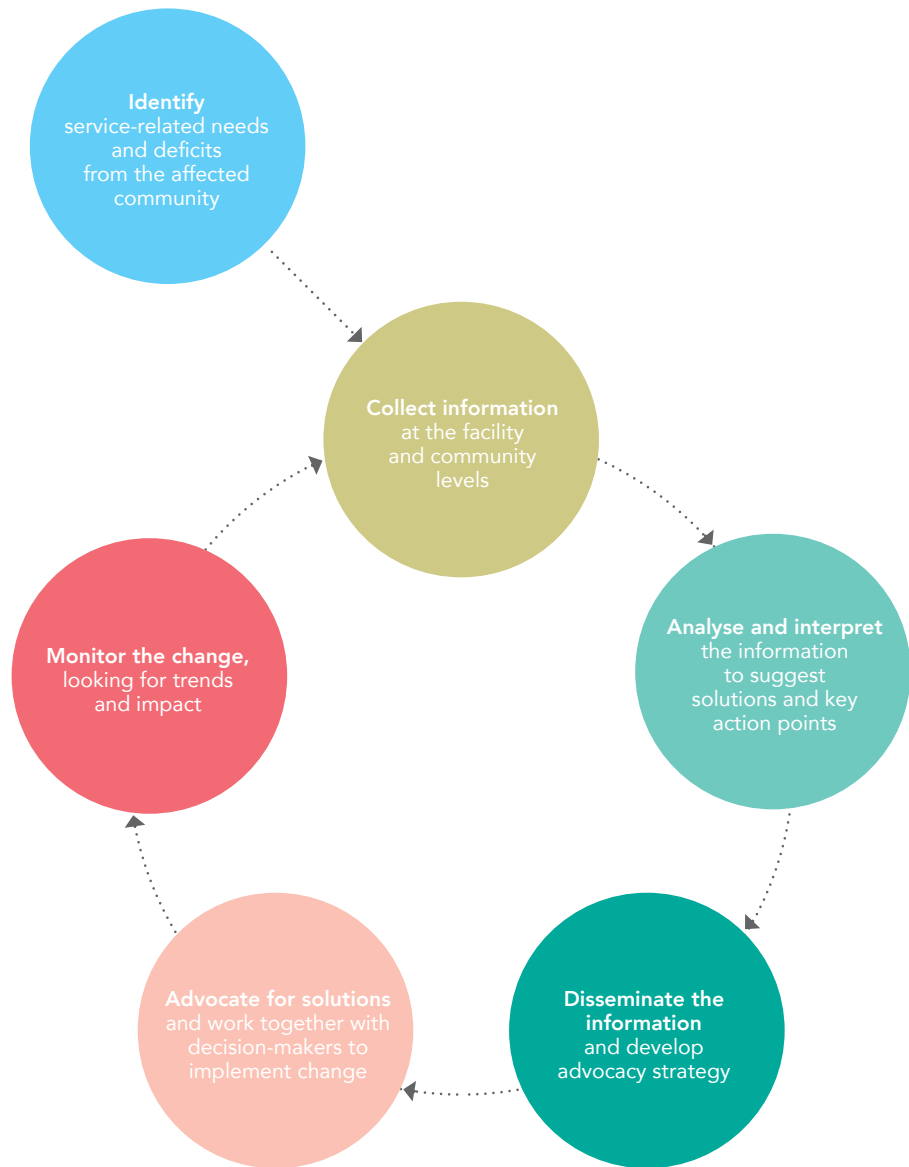 Identify
service-related needs
and deficits
from the affected
community
Collect information
at the facility
and community
levels
Analyse and interpret
the information
to suggest
solutions and key
action points
Disseminate the
information
and develop
advocacy strategy
Advocate for solutions
and work together with
decision-makers to
implement change
Monitor the change,
looking for trends
and impact